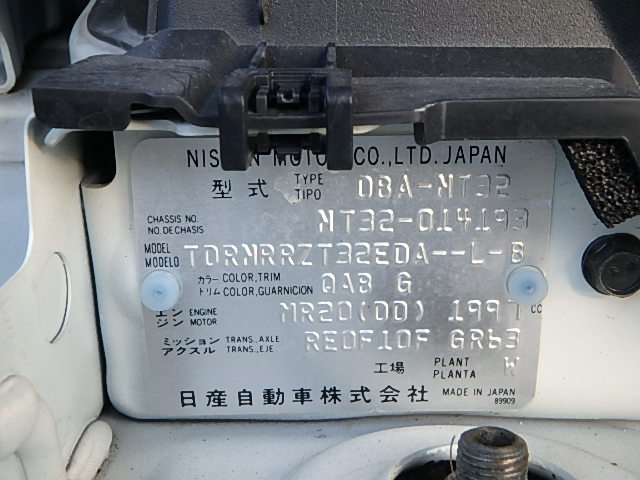 NISSAN MOTOR CO., LTD. JAPAN
型式 TYPE TIPO DBA-NT32
CHASSIS NO. NO. DE CHASIS NT32-014193
MODEL MODELO TDRNRRZT32EDA--L-B
カラー COLOR, TRIM トリム COLOR, GUARNICION QAB G
エンジン ENGINE MOTOR MR20(DD) 1997 CC
ミッション TRANS., AXLE アクスル TRANS., EJE RE0F10F GR63
工場 PLANT PLANTA W
日産自動車株式会社 MADE IN JAPAN
89909